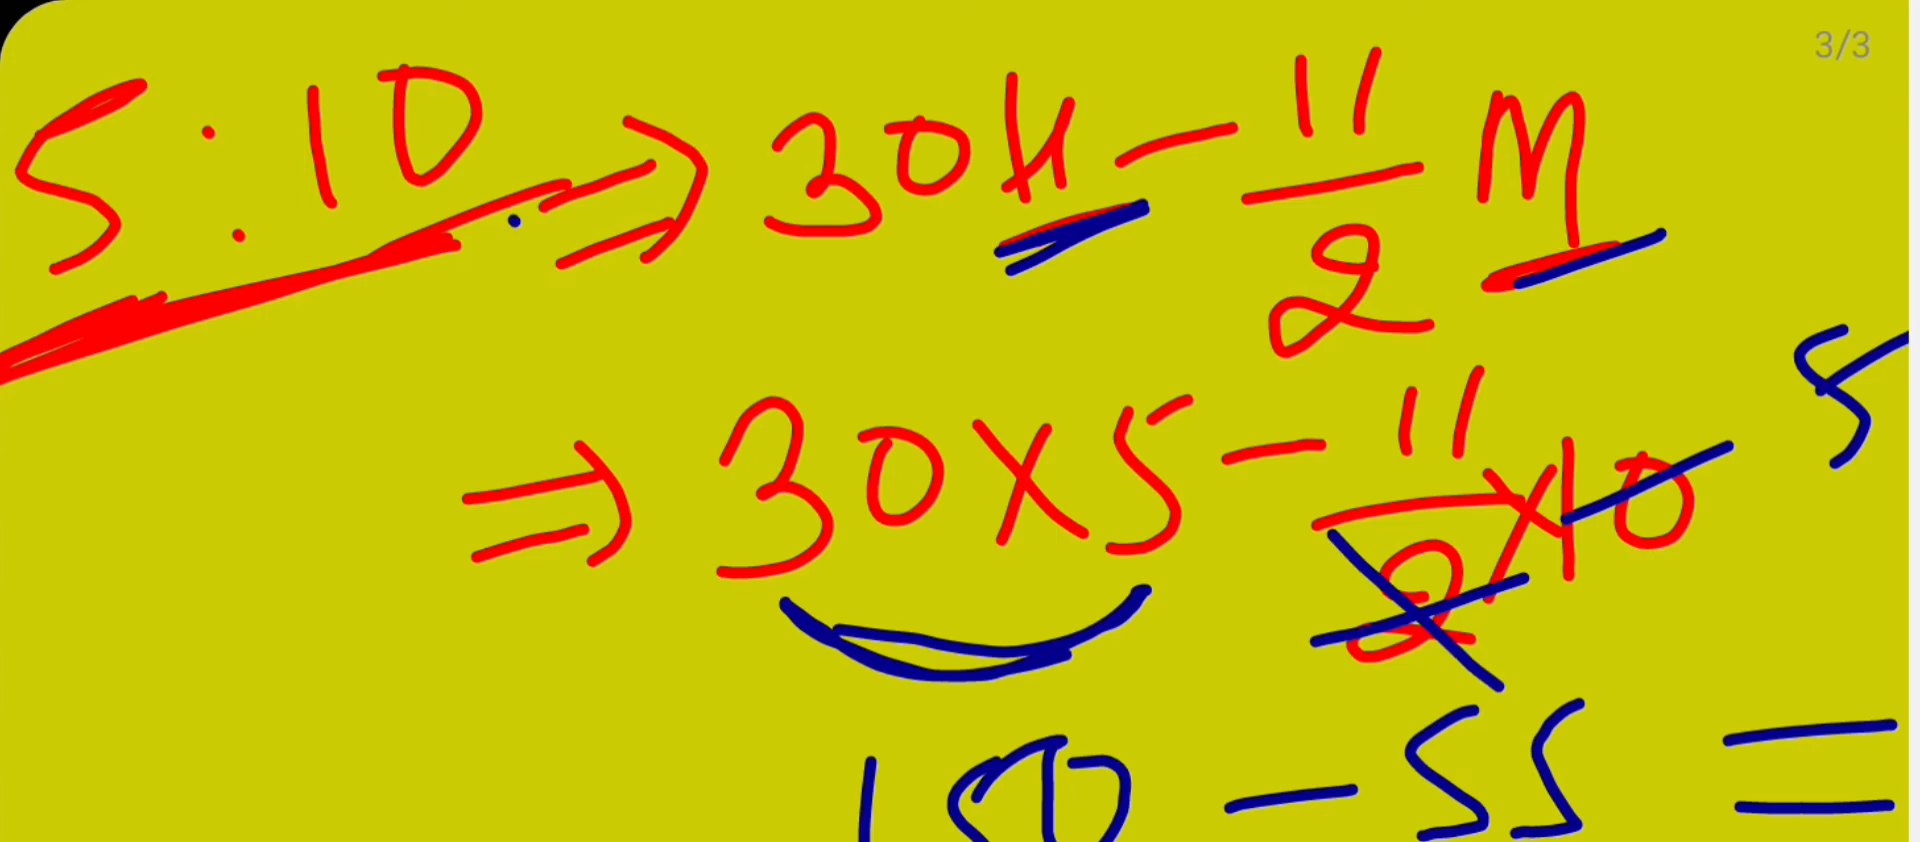 3/3
5:10 ⇒ 30H - 11/2 M
⇒ 30×5 - 11/2 ×10 5
150 - 55 =